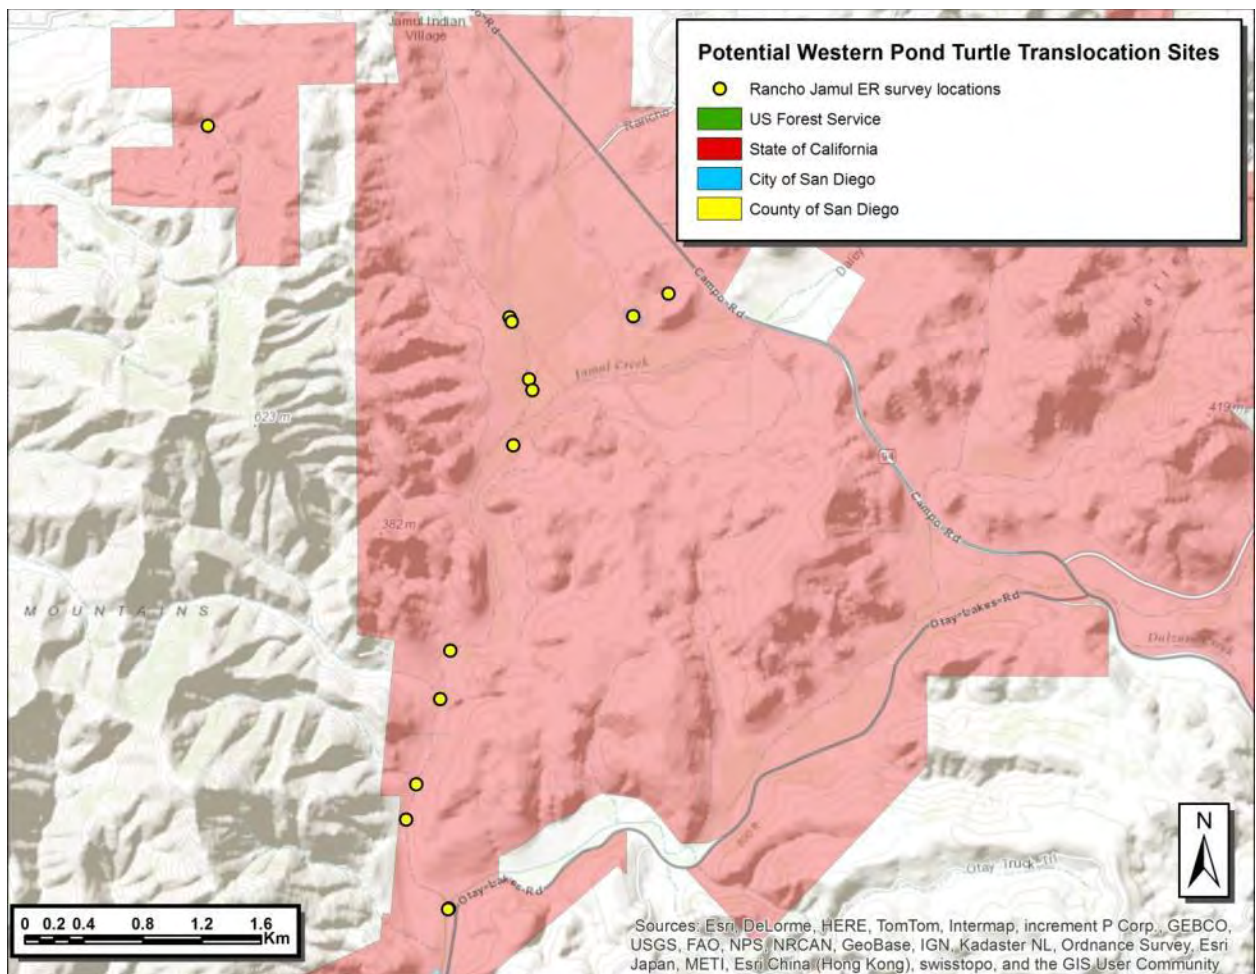 Jamul Indian
Village
Campo-Rd
Potential Western Pond Turtle Translocation Sites
Rancho Jamul ER survey locations
US Forest Service
State of California
City of San Diego
County of San Diego
Rancho
Campo-Rd
Jamul Creek
623 m
419 m
94
382 m
Campo-Rd
MOUNTAINS
Otay-Lakes-Rd
Dulzura Creek
N
Otay Truck Trl
Otay-Lakes-Rd
0 0.2 0.4 0.8 1.2 1.6
Km
Sources: Esri, DeLorme, HERE, TomTom, Intermap, increment P Corp., GEBCO,
USGS, FAO, NPS, NRCAN, GeoBase, IGN, Kadaster NL, Ordnance Survey, Esri
Japan, METI, Esri China (Hong Kong), swisstopo, and the GIS User Community